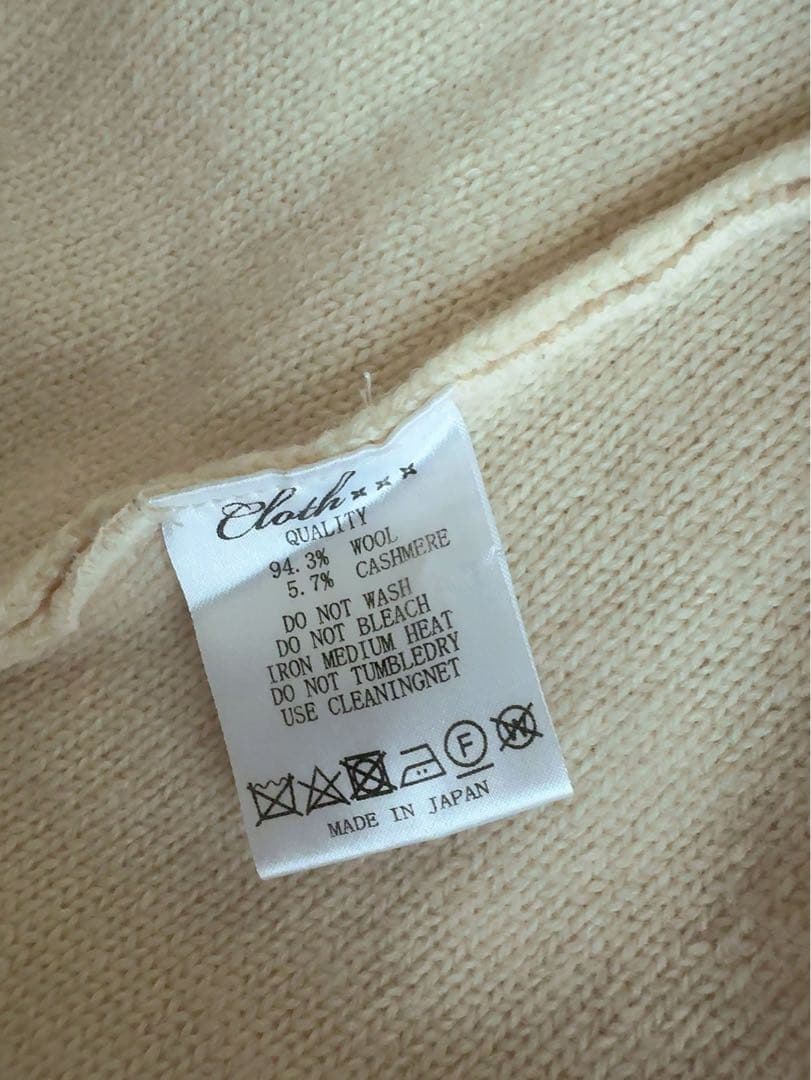 Cloth×××
QUALITY
94.3% WOOL
5.7% CASHMERE
DO NOT WASH
DO NOT BLEACH
IRON MEDIUM HEAT
DO NOT TUMBLEDRY
USE CLEANINGNET
F W
MADE IN JAPAN